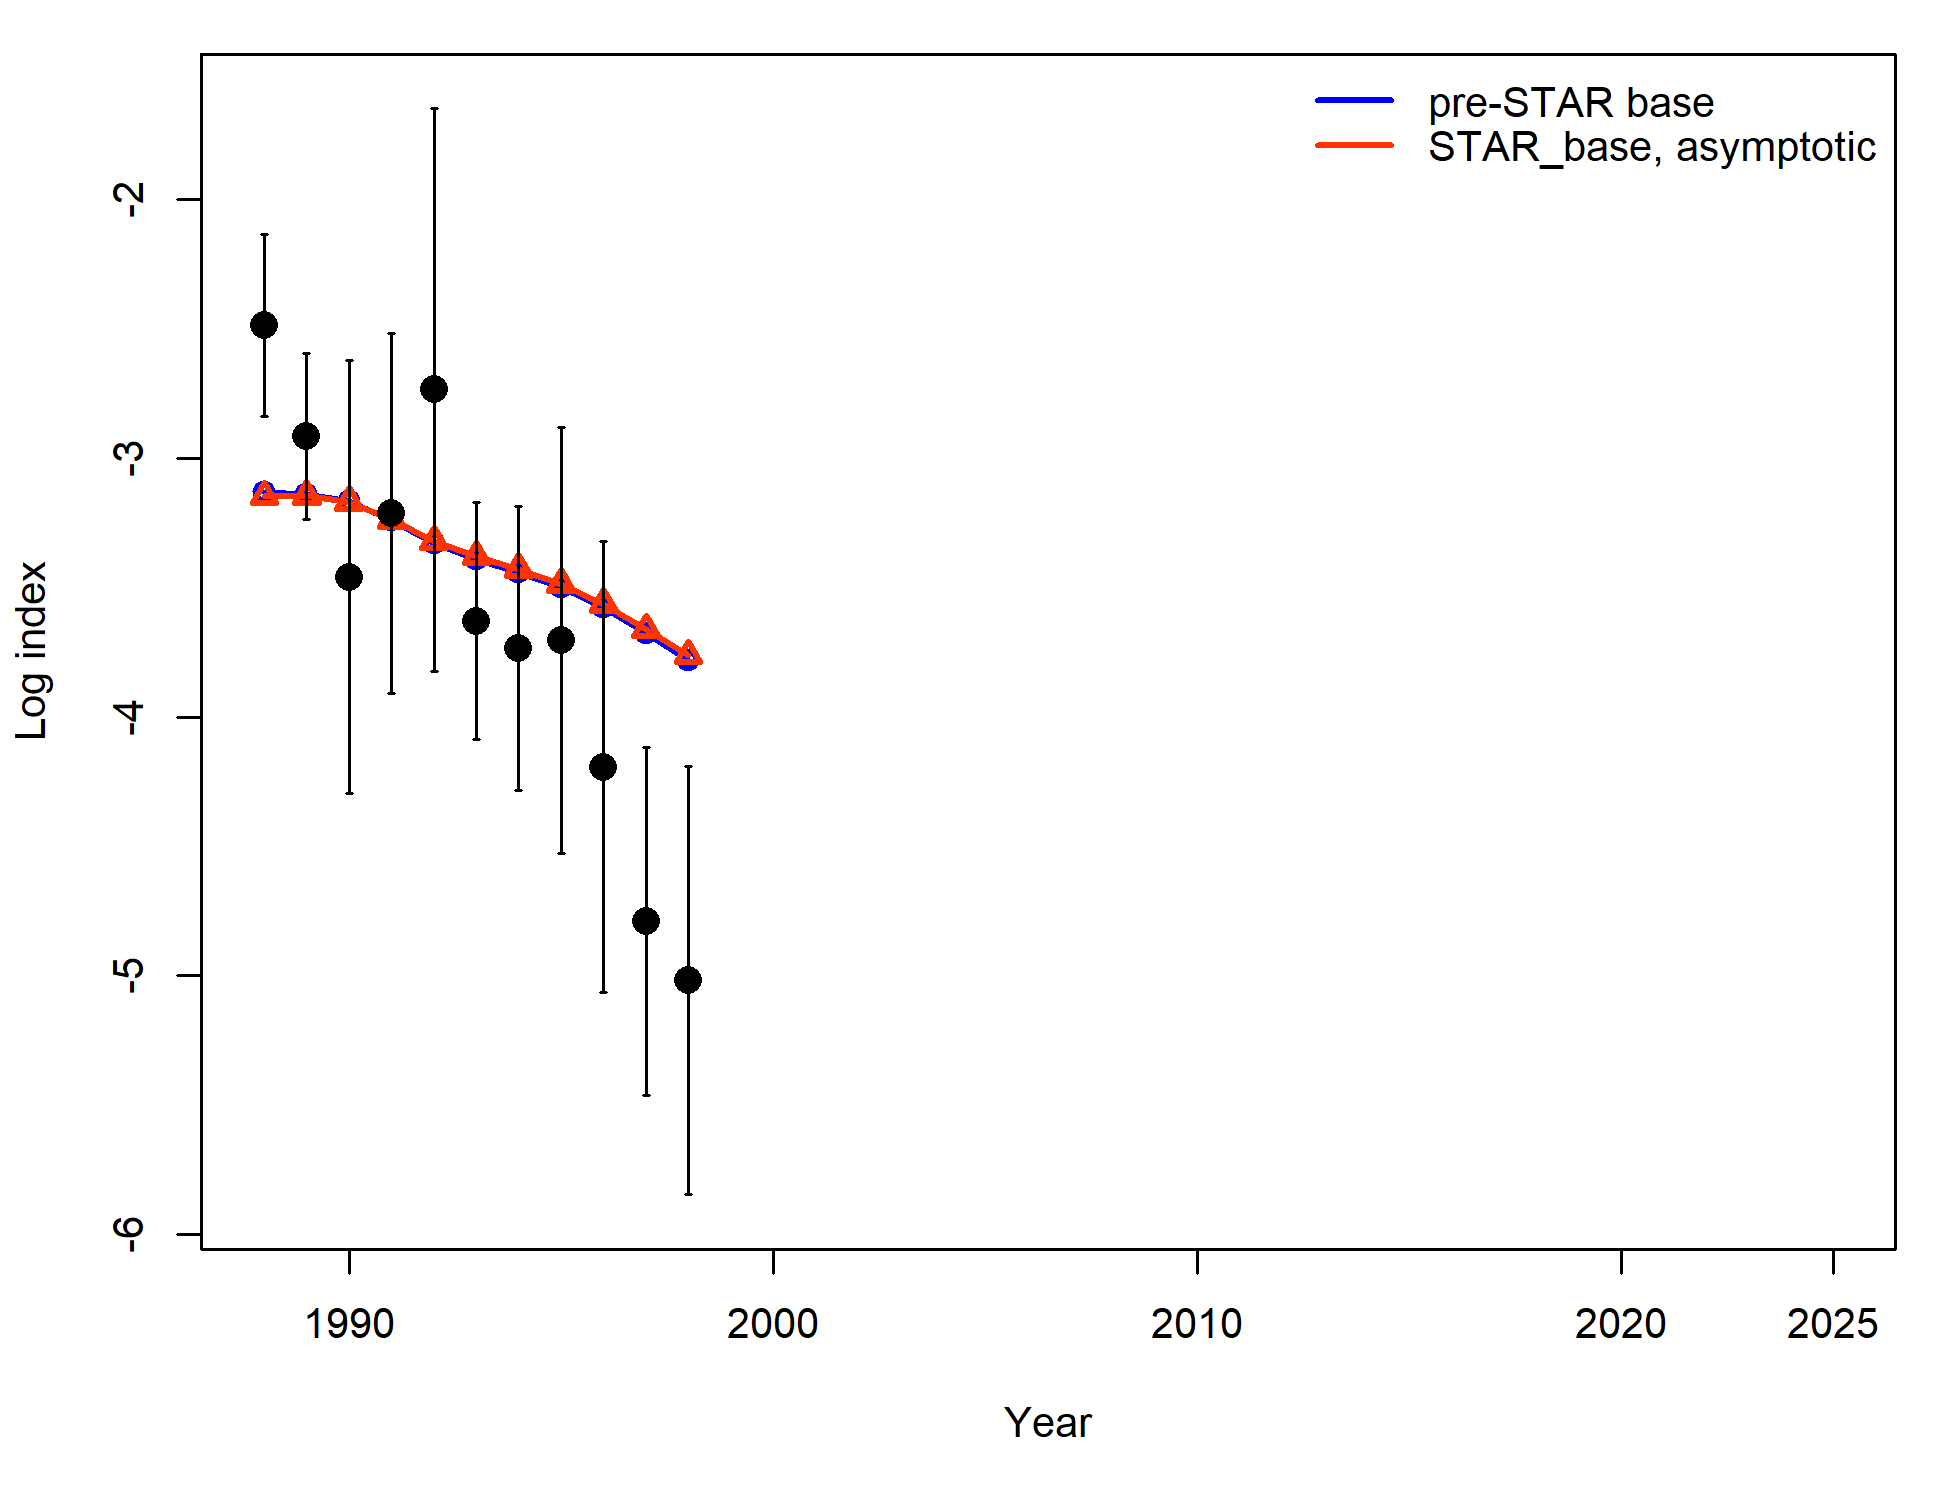 pre-STAR base
STAR_base, asymptotic
Log index
-2
-3
-4
-5
-6
1990 2000 2010 2020 2025
Year